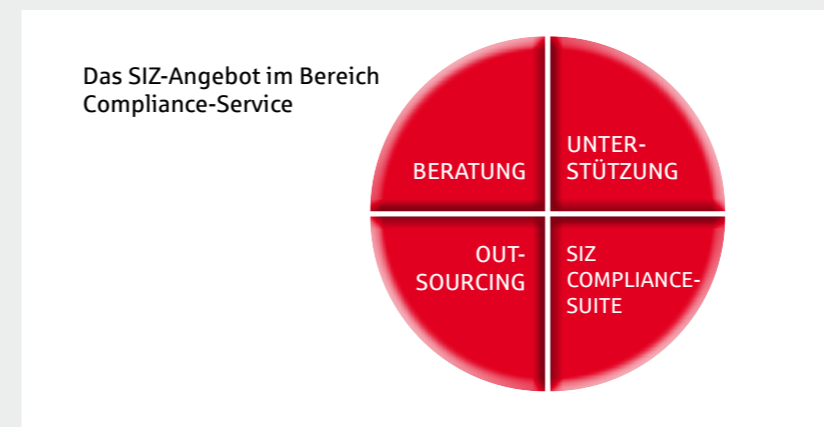 Das SIZ-Angebot im Bereich
Compliance-Service
BERATUNG
UNTER-
STÜTZUNG
OUT-
SOURCING
SIZ
COMPLIANCE-
SUITE